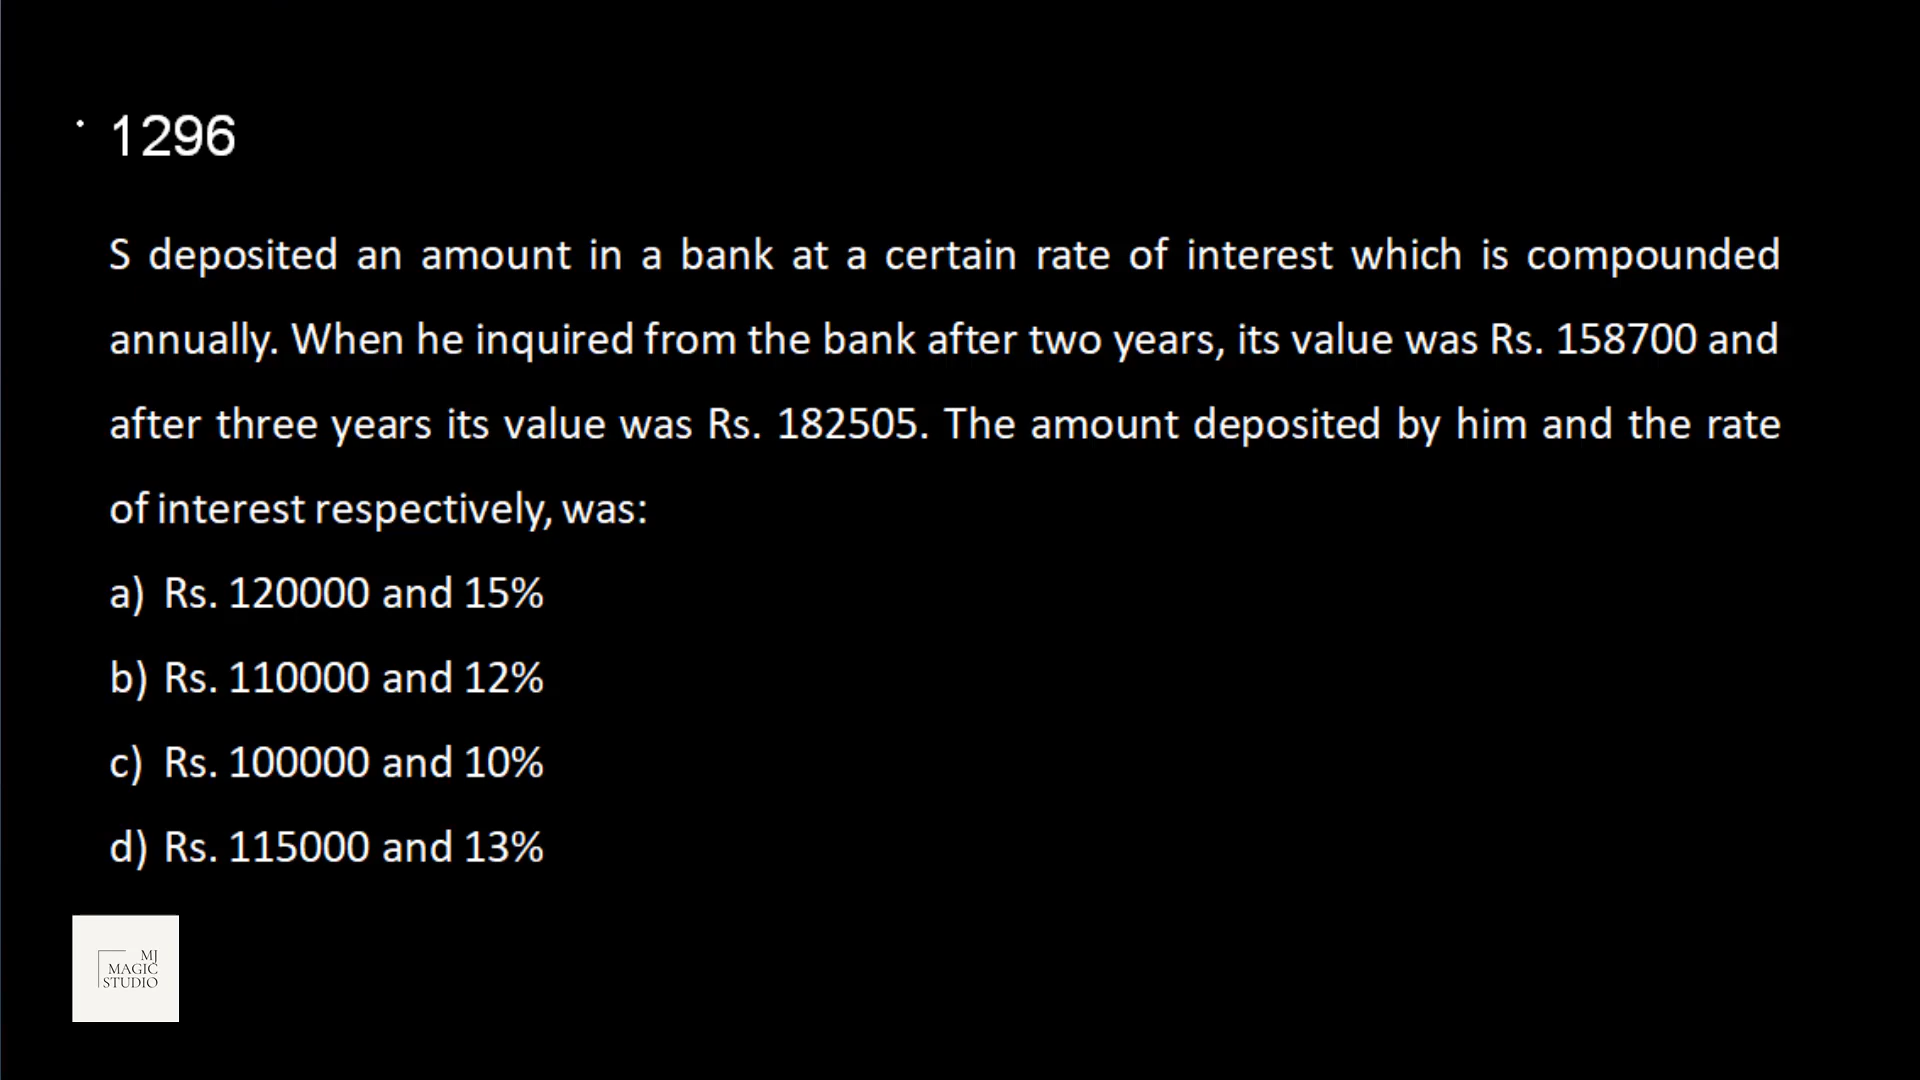 1296
S deposited an amount in a bank at a certain rate of interest which is compounded
annually. When he inquired from the bank after two years, its value was Rs. 158700 and
after three years its value was Rs. 182505. The amount deposited by him and the rate
of interest respectively, was:
a) Rs. 120000 and 15%
b) Rs. 110000 and 12%
c) Rs. 100000 and 10%
d) Rs. 115000 and 13%
MJ
MAGIC
STUDIO